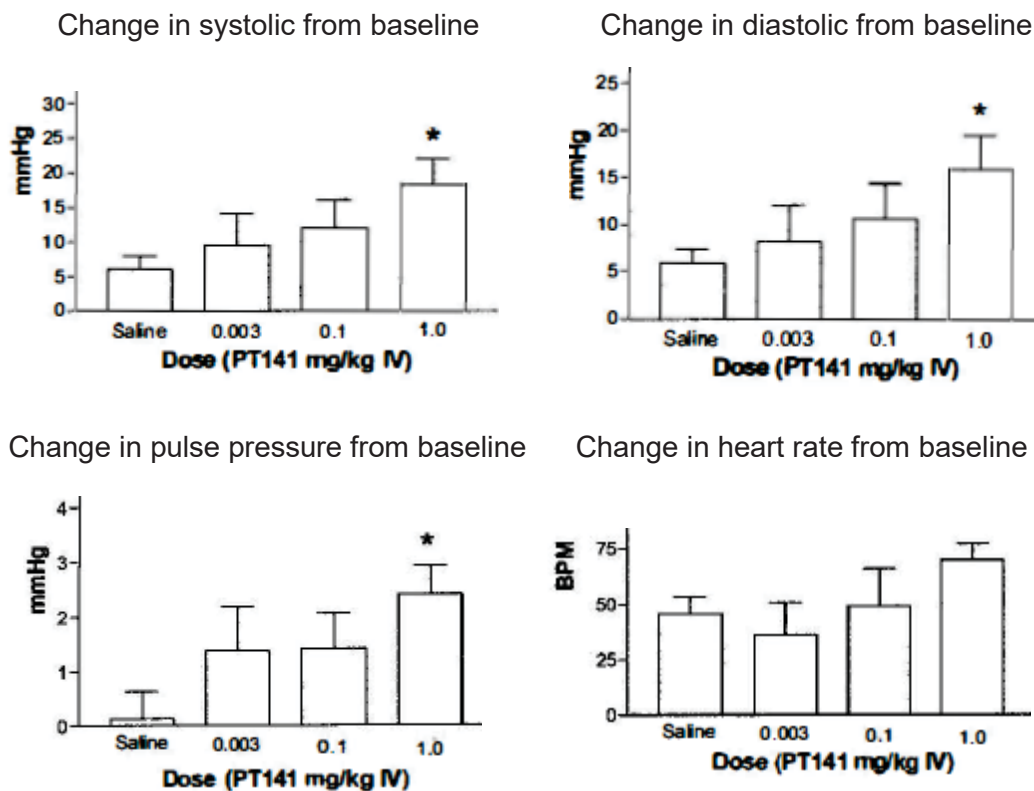 Change in systolic from baseline
mmHg
30
25
20
15
10
5
0
*
Saline 0.003 0.1 1.0
Dose (PT141 mg/kg IV)
Change in diastolic from baseline
mmHg
25
20
15
10
5
0
*
Saline 0.003 0.1 1.0
Dose (PT141 mg/kg IV)
Change in pulse pressure from baseline
mmHg
4
3
2
1
0
*
Saline 0.003 0.1 1.0
Dose (PT141 mg/kg IV)
Change in heart rate from baseline
BPM
75
50
25
0
Saline 0.003 0.1 1.0
Dose (PT141 mg/kg IV)